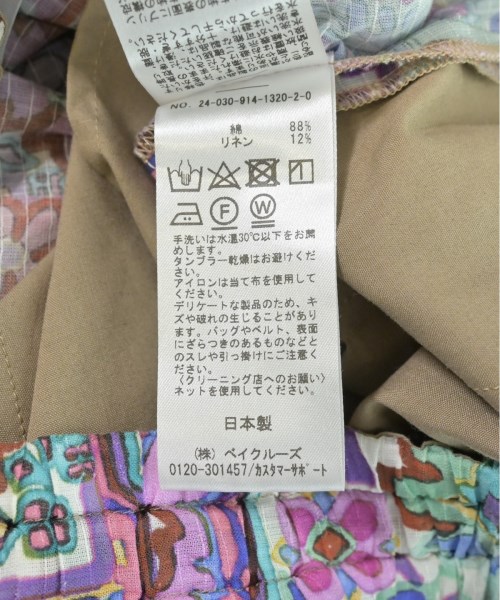 NO. 24-030-914-1320-2-0
綿 88%
リネン 12%
手洗いは水温30℃以下をお薦
めします。
タンブラー乾燥はお避けくだ
さい。
アイロンは当て布を使用して
ください。
デリケートな製品のため、キ
ズや破れの生じることがあり
ます。バッグやベルト、表面
にざらつきのあるものなどと
のスレや引っ掛けにご注意く
ださい。
〈クリーニング店へのお願い〉
ネットを使用してください。
日本製
(株) ベイクルーズ
0120-301457/カスタマーサポート